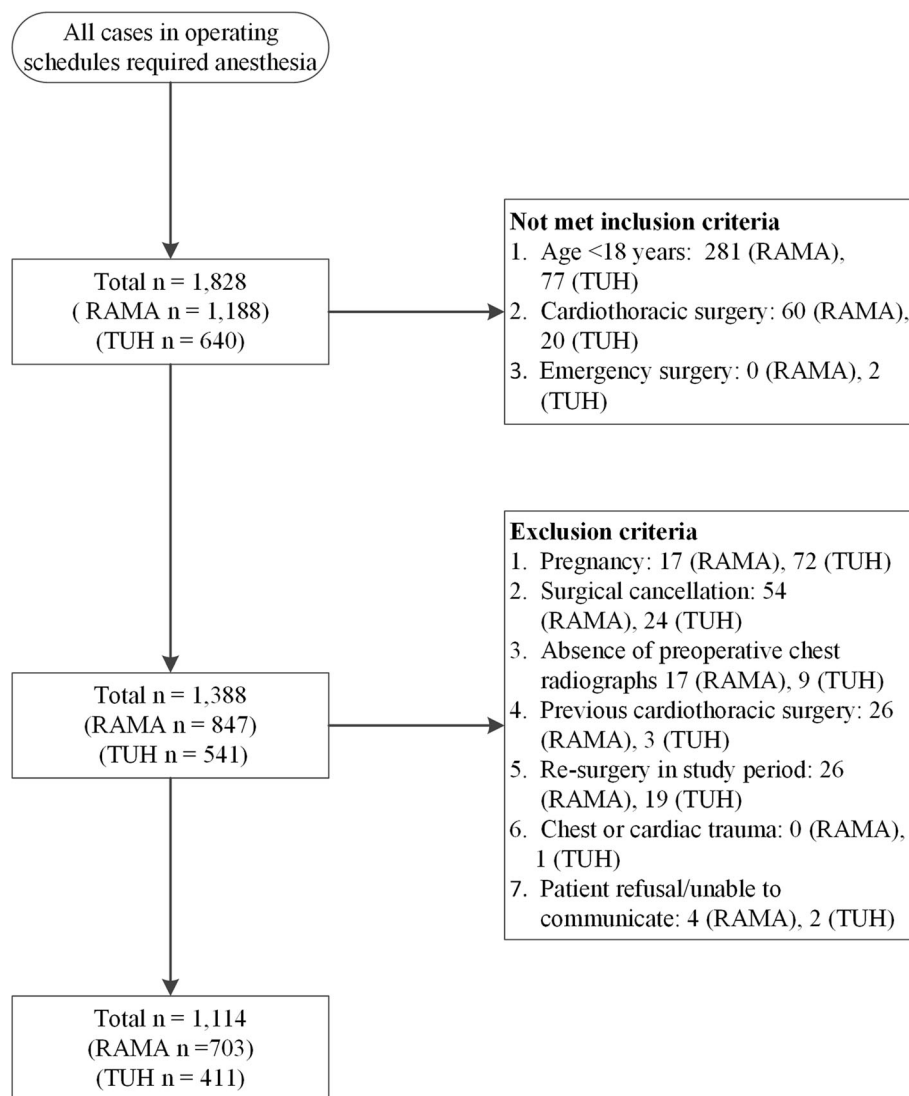 All cases in operating
schedules required anesthesia
Total n = 1,828
( RAMA n = 1,188)
(TUH n = 640)
Not met inclusion criteria
1. Age <18 years: 281 (RAMA),
77 (TUH)
2. Cardiothoracic surgery: 60 (RAMA),
20 (TUH)
3. Emergency surgery: 0 (RAMA), 2
(TUH)
Total n = 1,388
(RAMA n = 847)
(TUH n = 541)
Exclusion criteria
1. Pregnancy: 17 (RAMA), 72 (TUH)
2. Surgical cancellation: 54
(RAMA), 24 (TUH)
3. Absence of preoperative chest
radiographs 17 (RAMA), 9 (TUH)
4. Previous cardiothoracic surgery: 26
(RAMA), 3 (TUH)
5. Re-surgery in study period: 26
(RAMA), 19 (TUH)
6. Chest or cardiac trauma: 0 (RAMA),
1 (TUH)
7. Patient refusal/unable to
communicate: 4 (RAMA), 2 (TUH)
Total n = 1,114
(RAMA n =703)
(TUH n = 411)